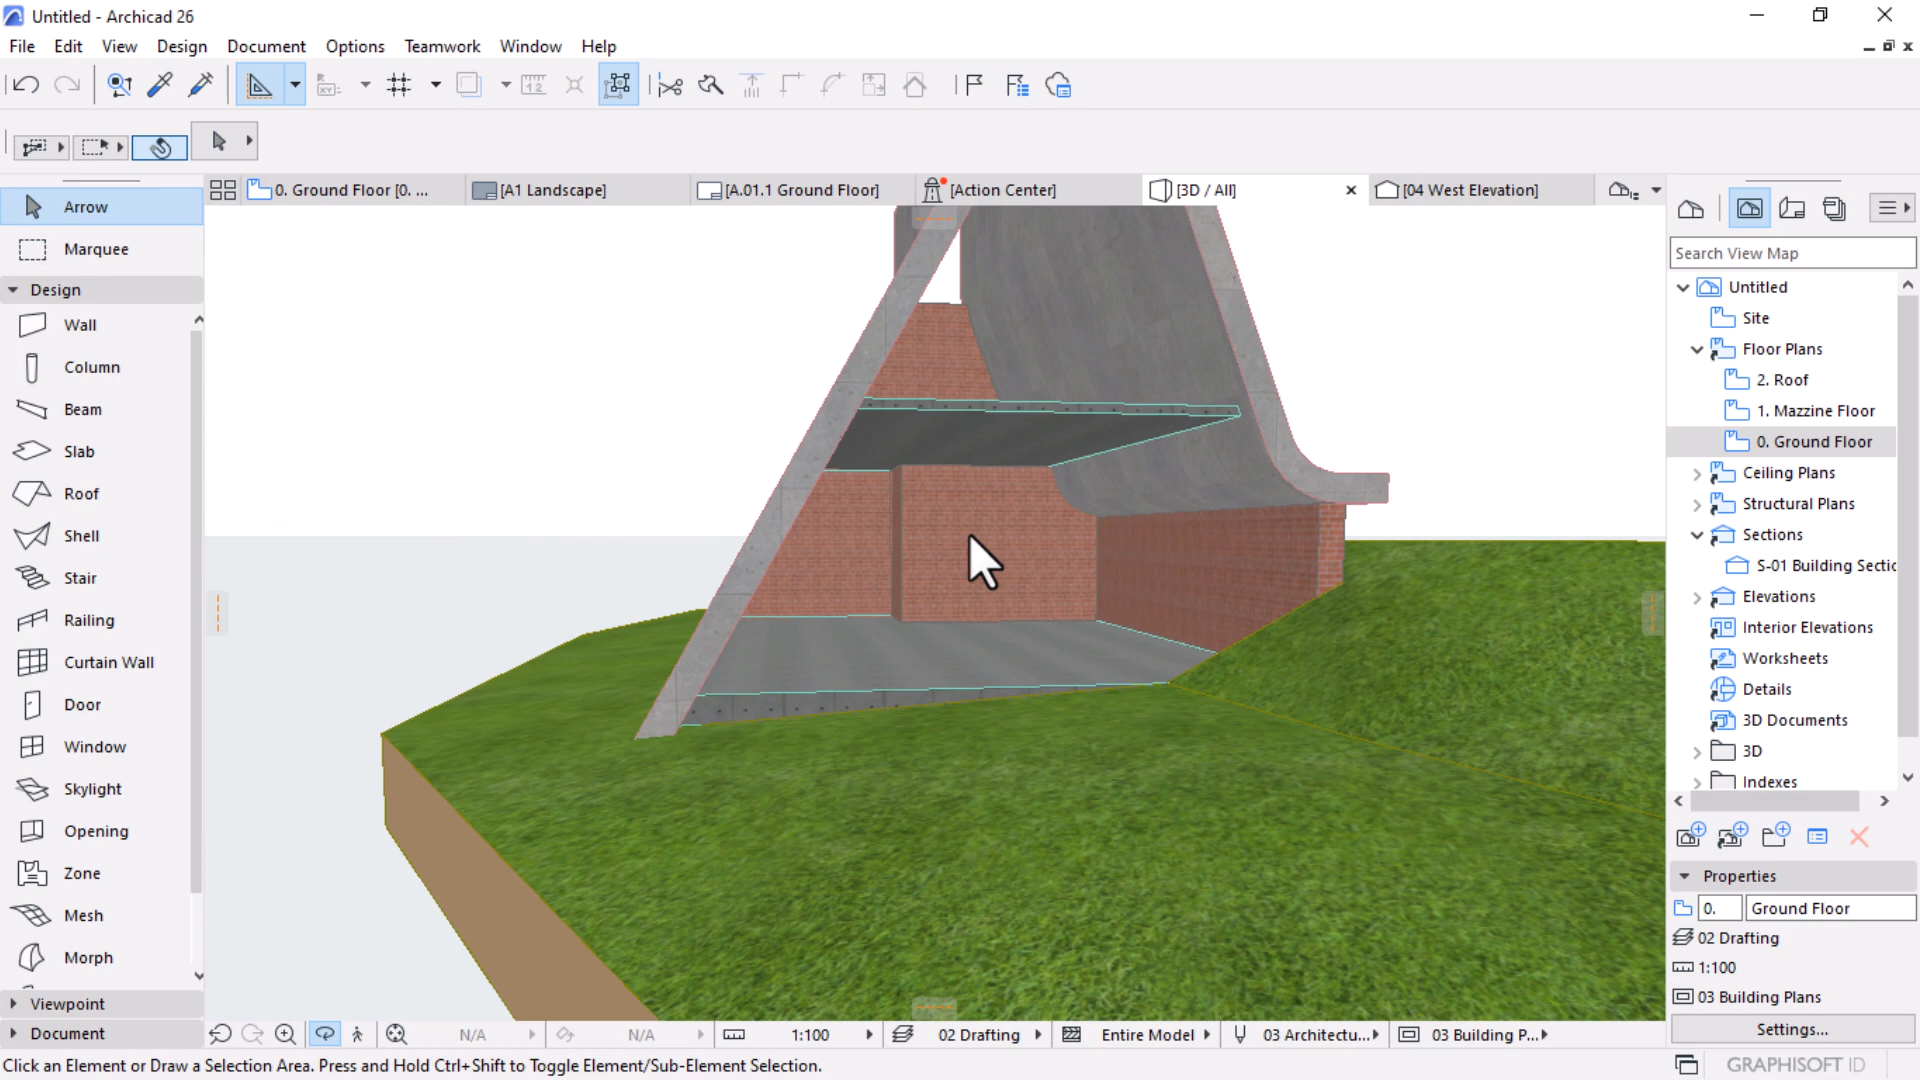 Untitled - Archicad 26
File Edit View Design Document Options Teamwork Window Help
0. Ground Floor [0. ...
[A1 Landscape]
[A.01.1 Ground Floor]
[Action Center]
[3D / All]
[04 West Elevation]
Arrow
Marquee
Design
Wall
Column
Beam
Slab
Roof
Shell
Stair
Railing
Curtain Wall
Door
Window
Skylight
Opening
Zone
Mesh
Morph
Viewpoint
Document
Search View Map
Untitled
Site
Floor Plans
2. Roof
1. Mazzine Floor
0. Ground Floor
Ceiling Plans
Structural Plans
Sections
S-01 Building Sectic
Elevations
Interior Elevations
Worksheets
Details
3D Documents
3D
Indexes
Properties
0. Ground Floor
02 Drafting
1:100
03 Building Plans
Settings...
N/A N/A 1:100 02 Drafting Entire Model 03 Architectu... 03 Building P...
Click an Element or Draw a Selection Area. Press and Hold Ctrl+Shift to Toggle Element/Sub-Element Selection.
GRAPHISOFT ID